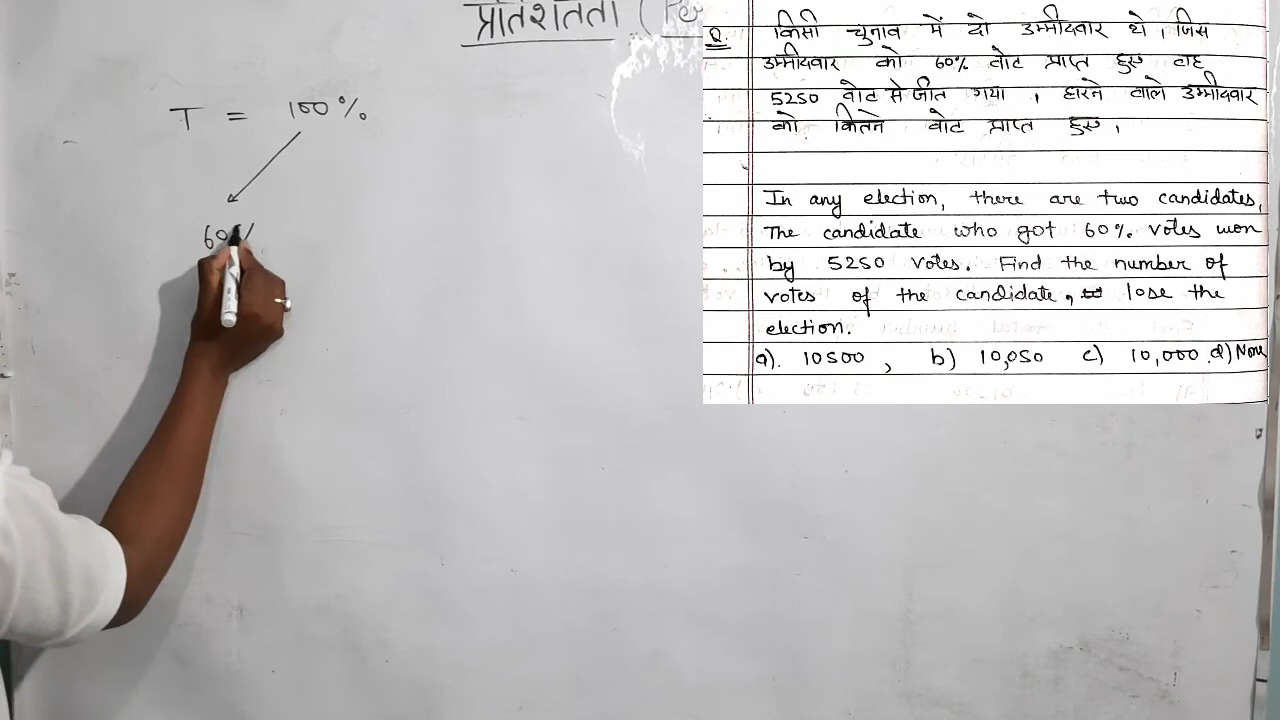 प्रतिशतता (Per
T = 100%
60%
Q. किसी चुनाव में दो उम्मीदवार थे, जिस
उम्मीदवार को 60% वोट प्राप्त हुए वह
5250 वोट से जीत गया, हारने वाले उम्मीदवार
को कितने वोट प्राप्त हुए,
In any election, there are two candidates,
The candidate who got 60% votes won
by 5250 votes. Find the number of
votes of the candidate, lose the
election.
a). 10500, b) 10,050 c) 10,000 d) None